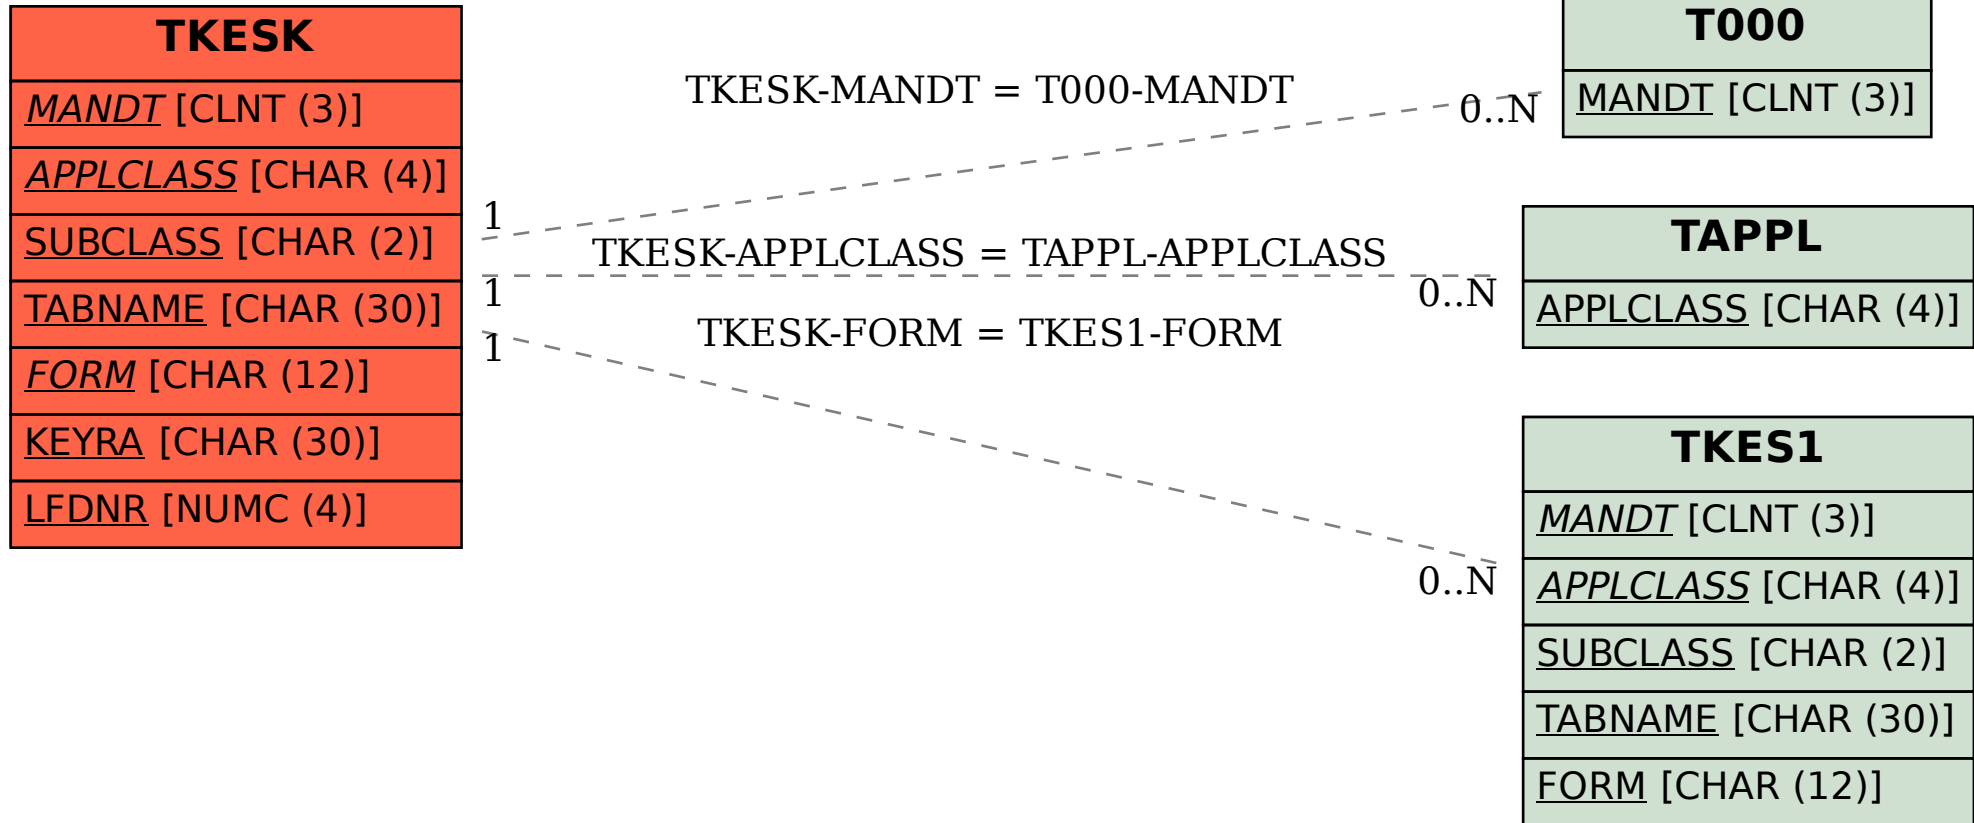 TKESK
MANDT [CLNT (3)]
APPLCLASS [CHAR (4)]
SUBCLASS [CHAR (2)]
TABNAME [CHAR (30)]
FORM [CHAR (12)]
KEYRA [CHAR (30)]
LFDNR [NUMC (4)]
TKESK-MANDT = T000-MANDT
0..N
1
TKESK-APPLCLASS = TAPPL-APPLCLASS
1
0..N
TKESK-FORM = TKES1-FORM
1
0..N
T000
MANDT [CLNT (3)]
TAPPL
APPLCLASS [CHAR (4)]
TKES1
MANDT [CLNT (3)]
APPLCLASS [CHAR (4)]
SUBCLASS [CHAR (2)]
TABNAME [CHAR (30)]
FORM [CHAR (12)]